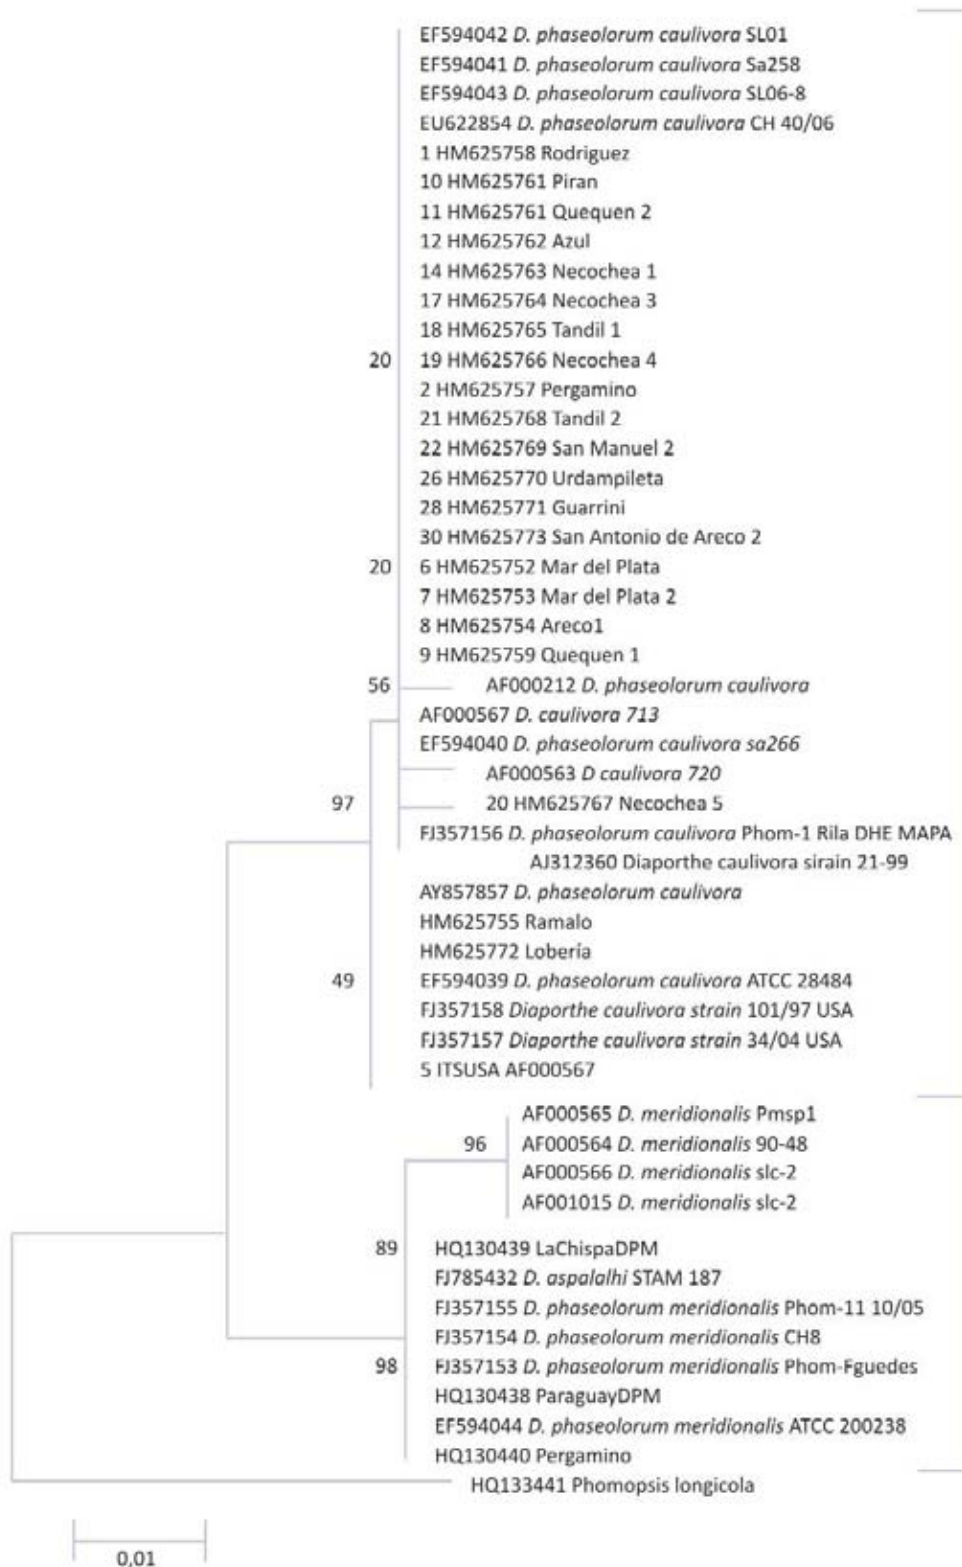 EF594042 D. phaseolorum caulivora SL01
EF594041 D. phaseolorum caulivora Sa258
EF594043 D. phaseolorum caulivora SL06-8
EU622854 D. phaseolorum caulivora CH 40/06
1 HM625758 Rodriguez
10 HM625761 Piran
11 HM625761 Quequen 2
12 HM625762 Azul
14 HM625763 Necochea 1
17 HM625764 Necochea 3
18 HM625765 Tandil 1
20
19 HM625766 Necochea 4
2 HM625757 Pergamino
21 HM625768 Tandil 2
22 HM625769 San Manuel 2
26 HM625770 Urdampileta
28 HM625771 Guarrini
30 HM625773 San Antonio de Areco 2
20
6 HM625752 Mar del Plata
7 HM625753 Mar del Plata 2
8 HM625754 Areco1
9 HM625759 Quequen 1
56
AF000212 D. phaseolorum caulivora
AF000567 D. caulivora 713
EF594040 D. phaseolorum caulivora sa266
AF000563 D caulivora 720
97
20 HM625767 Necochea 5
FJ357156 D. phaseolorum caulivora Phom-1 Rila DHE MAPA
AJ312360 Diaporthe caulivora sirain 21-99
AY857857 D. phaseolorum caulivora
HM625755 Ramalo
HM625772 Lobería
49
EF594039 D. phaseolorum caulivora ATCC 28484
FJ357158 Diaporthe caulivora strain 101/97 USA
FJ357157 Diaporthe caulivora strain 34/04 USA
5 ITSUSA AF000567
AF000565 D. meridionalis Pmsp1
96
AF000564 D. meridionalis 90-48
AF000566 D. meridionalis slc-2
AF001015 D. meridionalis slc-2
89
HQ130439 LaChispaDPM
FJ785432 D. aspalalhi STAM 187
FJ357155 D. phaseolorum meridionalis Phom-11 10/05
FJ357154 D. phaseolorum meridionalis CH8
98
FJ357153 D. phaseolorum meridionalis Phom-Fguedes
HQ130438 ParaguayDPM
EF594044 D. phaseolorum meridionalis ATCC 200238
HQ130440 Pergamino
HQ133441 Phomopsis longicola
0,01